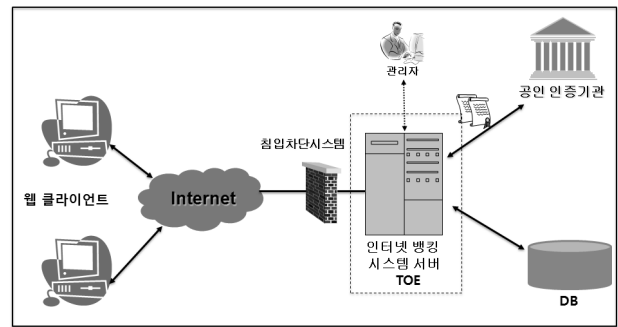 관리자
공인 인증기관
침입차단시스템
웹 클라이언트
Internet
인터넷 뱅킹
시스템 서버
TOE
DB